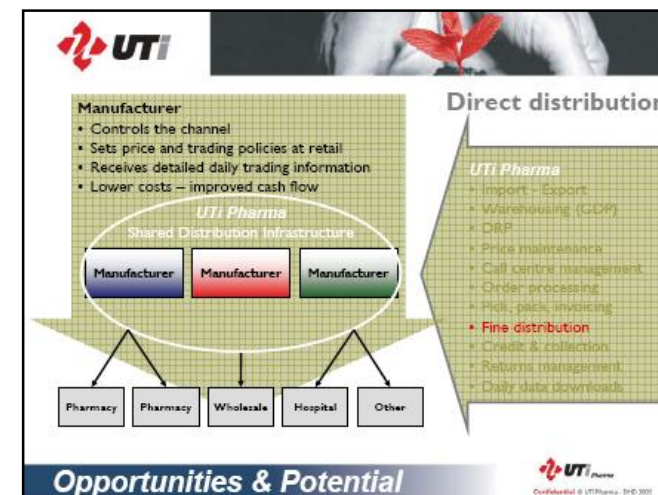 UTi
Direct distribution
Manufacturer
• Controls the channel
• Sets price and trading policies at retail
• Receives detailed daily trading information
• Lower costs – improved cash flow
UTi Pharma
Shared Distribution Infrastructure
Manufacturer
Manufacturer
Manufacturer
Pharmacy
Pharmacy
Wholesale
Hospital
Other
UTi Pharma
• Import - Export
• Warehousing (GDP)
• DRP
• Price maintenance
• Call centre management
• Order processing
• Pick, pack, invoicing
• Fine distribution
• Credit & collection
• Returns management
• Daily data downloads
Opportunities & Potential
UTi Pharma
Confidential © UTi Pharma -